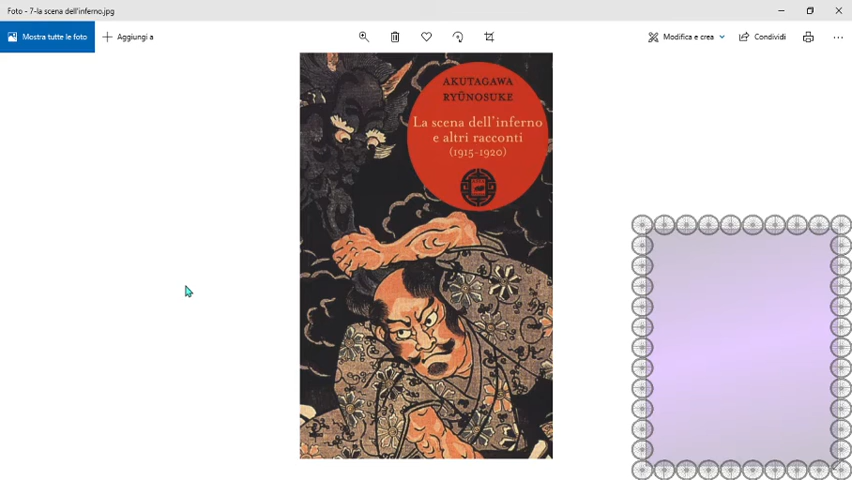 Foto - 7-la scena dell'inferno.jpg
Mostra tutte le foto
Aggiungi a
Modifica e crea
Condividi
AKUTAGAWA
RYŪNOSUKE
La scena dell'inferno
e altri racconti
(1915-1920)